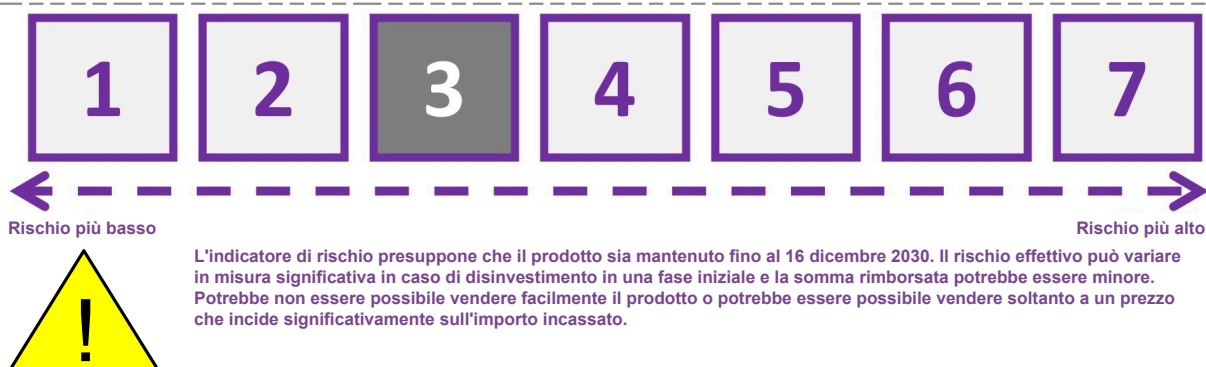 1 2 3 4 5 6 7
Rischio più basso Rischio più alto
L'indicatore di rischio presuppone che il prodotto sia mantenuto fino al 16 dicembre 2030. Il rischio effettivo può variare
in misura significativa in caso di disinvestimento in una fase iniziale e la somma rimborsata potrebbe essere minore.
Potrebbe non essere possibile vendere facilmente il prodotto o potrebbe essere possibile vendere soltanto a un prezzo
che incide significativamente sull'importo incassato.
!